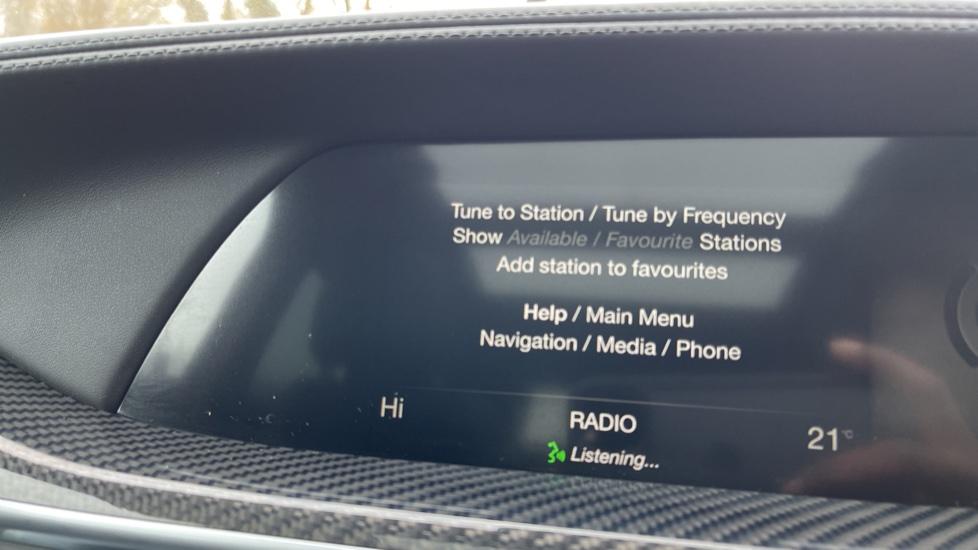 Tune to Station / Tune by Frequency
Show Available / Favourite Stations
Add station to favourites
Help / Main Menu
Navigation / Media / Phone
Hi
RADIO
21°C
Listening...